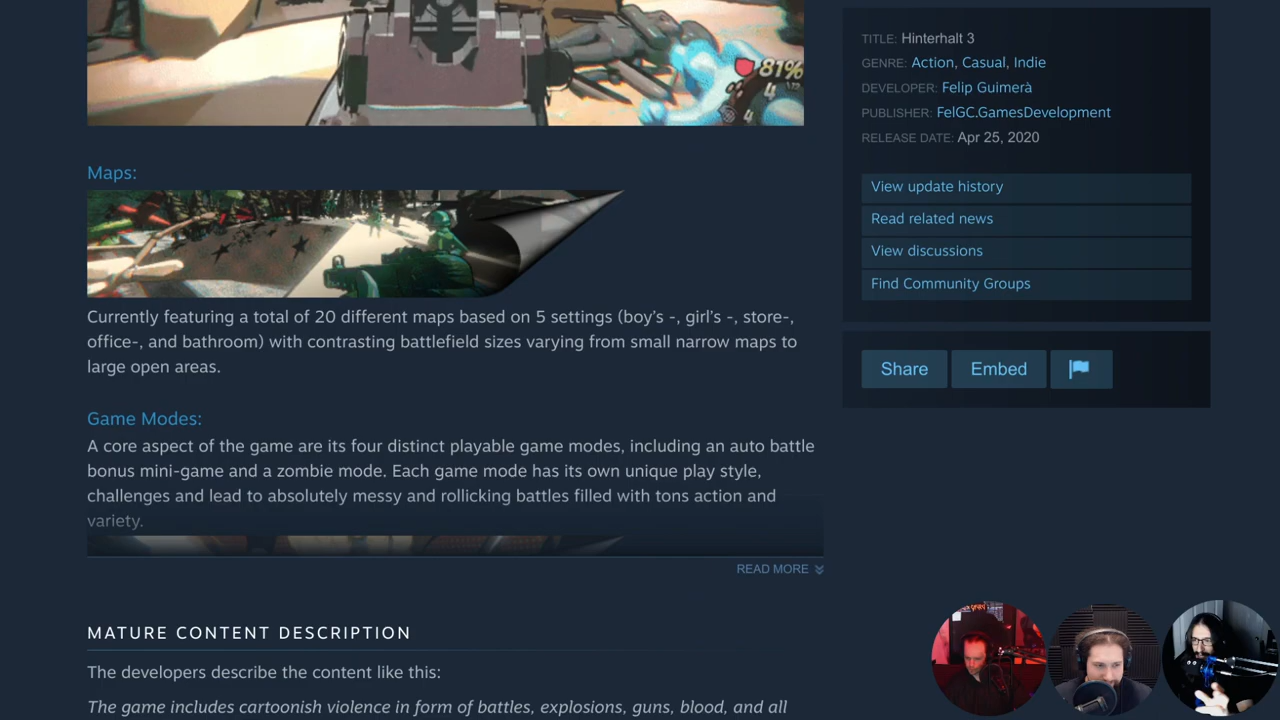 81%
4
TITLE: Hinterhalt 3
GENRE: Action, Casual, Indie
DEVELOPER: Felip Guimerà
PUBLISHER: FelGC.GamesDevelopment
RELEASE DATE: Apr 25, 2020
View update history
Read related news
View discussions
Find Community Groups
Share
Embed
Maps:
Currently featuring a total of 20 different maps based on 5 settings (boy's -, girl's -, store-,
office-, and bathroom) with contrasting battlefield sizes varying from small narrow maps to
large open areas.
Game Modes:
A core aspect of the game are its four distinct playable game modes, including an auto battle
bonus mini-game and a zombie mode. Each game mode has its own unique play style,
challenges and lead to absolutely messy and rollicking battles filled with tons action and
variety.
READ MORE
MATURE CONTENT DESCRIPTION
The developers describe the content like this:
The game includes cartoonish violence in form of battles, explosions, guns, blood, and all